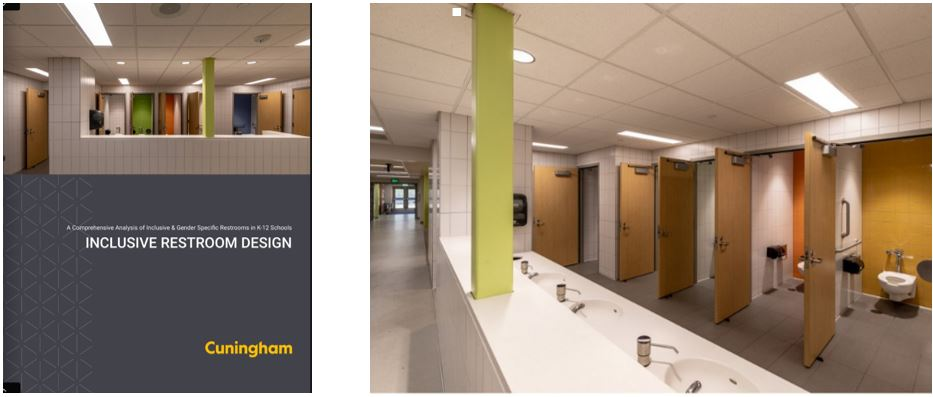 A Comprehensive Analysis of Inclusive & Gender Specific Restrooms in K-12 Schools
INCLUSIVE RESTROOM DESIGN
Cuningham